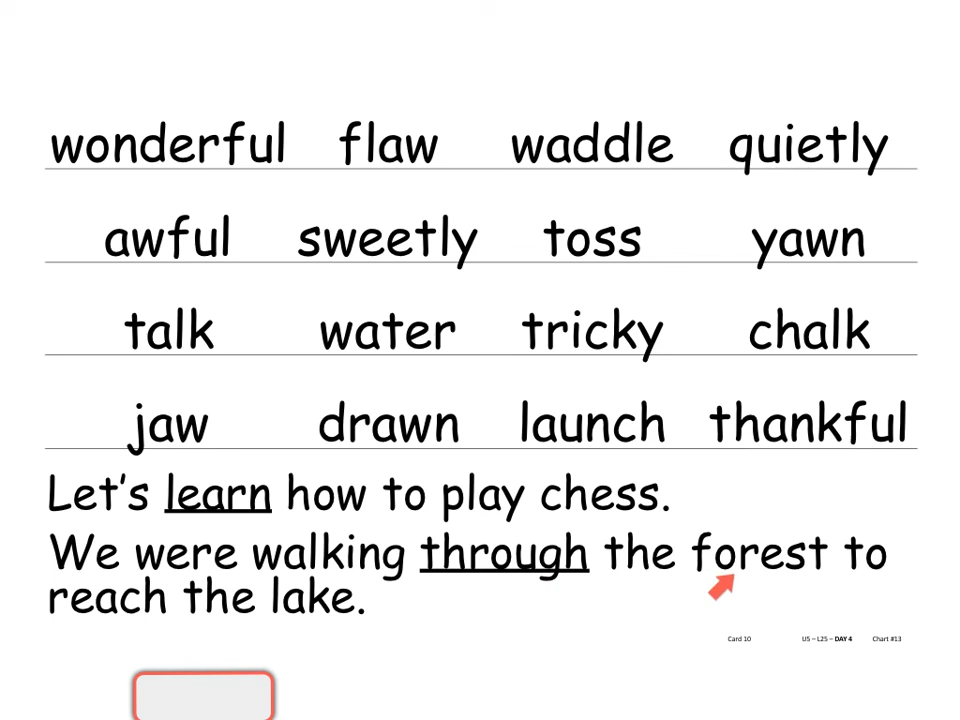 wonderful flaw waddle quietly
awful sweetly toss yawn
talk water tricky chalk
jaw drawn launch thankful
Let’s learn how to play chess.
We were walking through the forest to
reach the lake.
Card 10 U5 – L25 – DAY 4 Chart #13